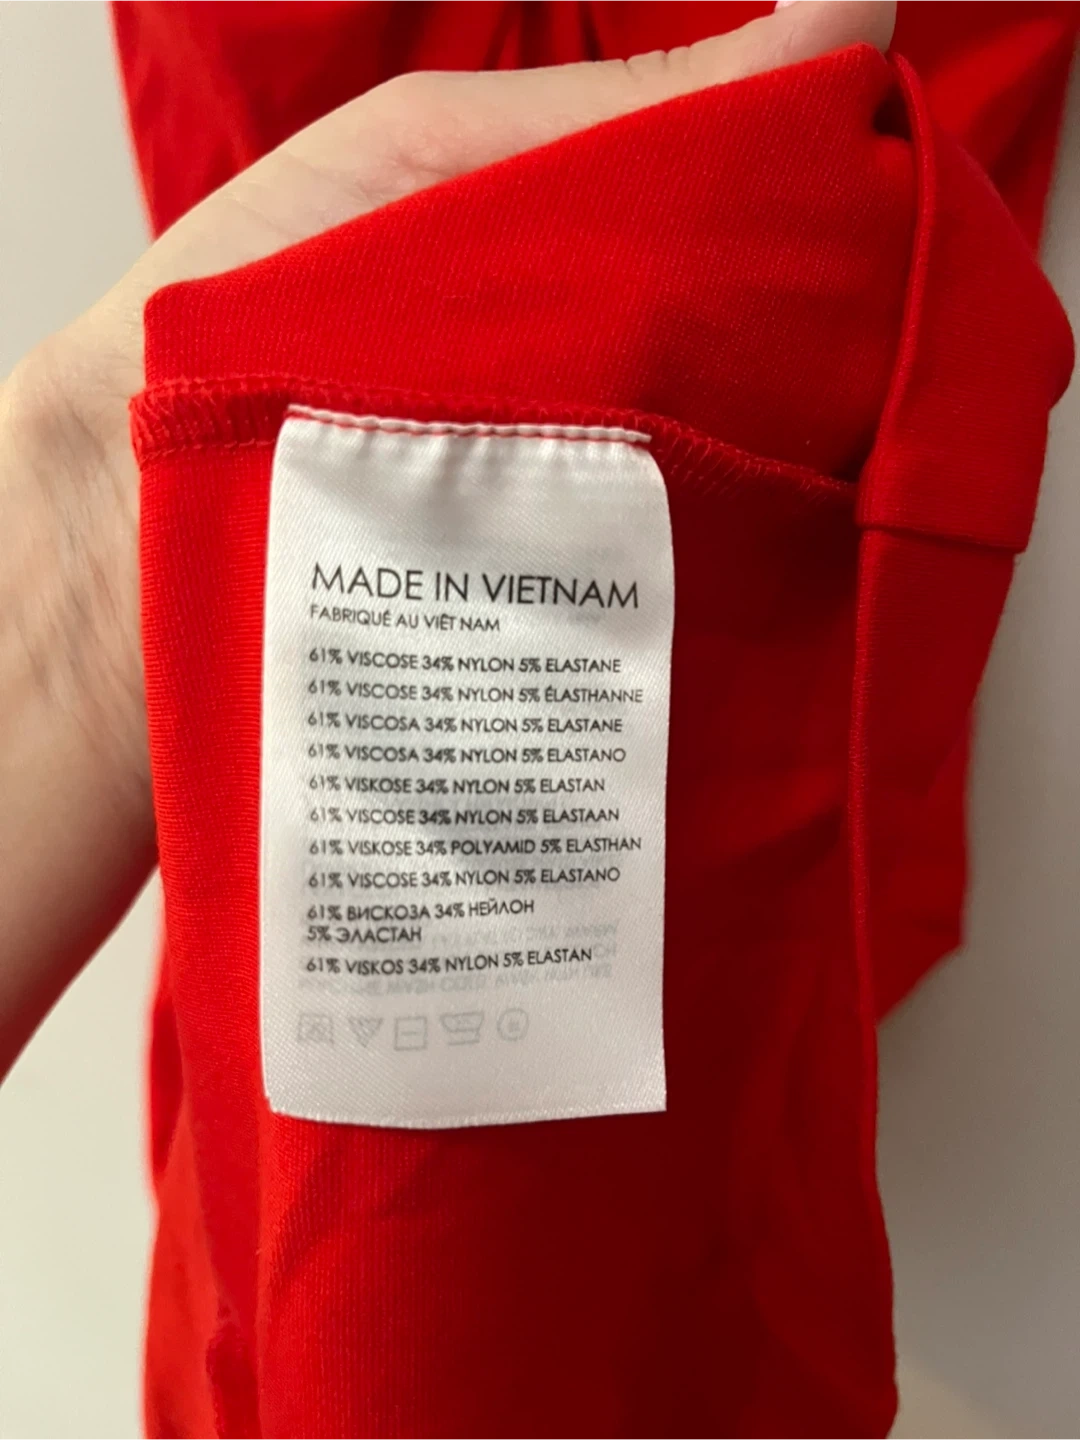 MADE IN VIETNAM
FABRIQUÉ AU VIÊT NAM
61% VISCOSE 34% NYLON 5% ELASTANE
61% VISCOSE 34% NYLON 5% ÉLASTHANNE
61% VISCOSA 34% NYLON 5% ELASTANE
61% VISCOSA 34% NYLON 5% ELASTANO
61% VISKOSE 34% NYLON 5% ELASTAN
61% VISCOSE 34% NYLON 5% ELASTAAN
61% VISKOSE 34% POLYAMID 5% ELASTHAN
61% VISCOSE 34% NYLON 5% ELASTANO
61% ВИСКОЗА 34% НЕЙЛОН
5% ЭЛАСТАН
61% VISKOS 34% NYLON 5% ELASTAN